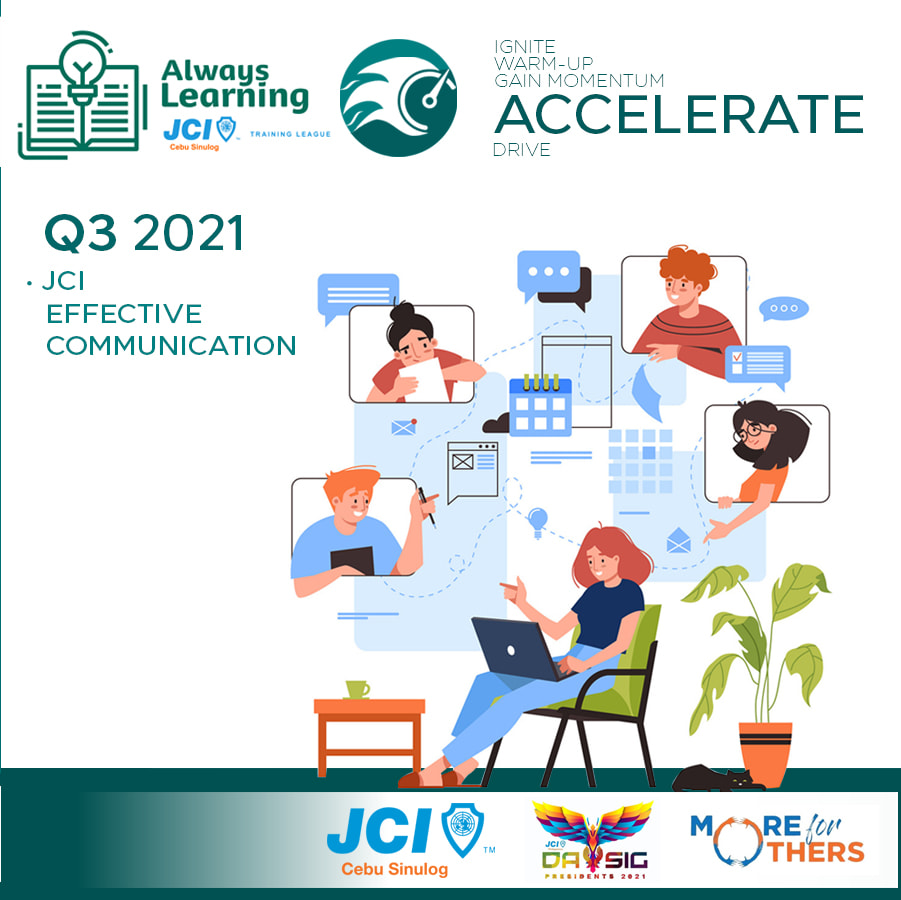 Always
Learning
JCI
TM
TRAINING LEAGUE
Cebu Sinulog
IGNITE
WARM-UP
GAIN MOMENTUM
ACCELERATE
DRIVE
Q3 2021
• JCI
EFFECTIVE
COMMUNICATION
JCI
TM
Cebu Sinulog
JCI
DASIG
PRESIDENTS 2021
MORE for
OTHERS